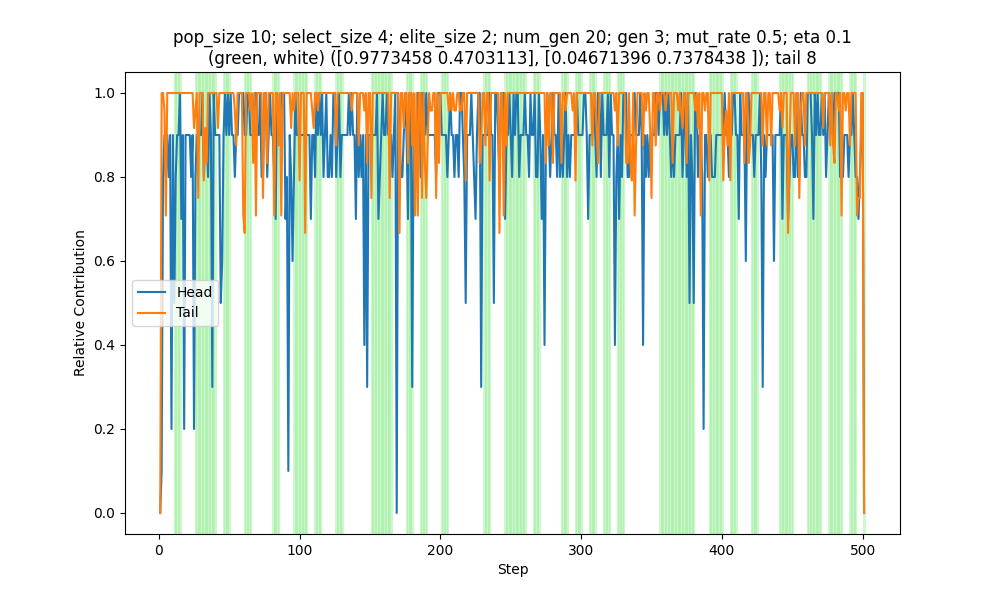 pop_size 10; select_size 4; elite_size 2; num_gen 20; gen 3; mut_rate 0.5; eta 0.1
(green, white) ([0.9773458 0.4703113], [0.04671396 0.7378438 ]); tail 8
1.0
0.8
0.6
0.4
0.2
0.0
Relative Contribution
Head
Tail
0
100
200
300
400
500
Step